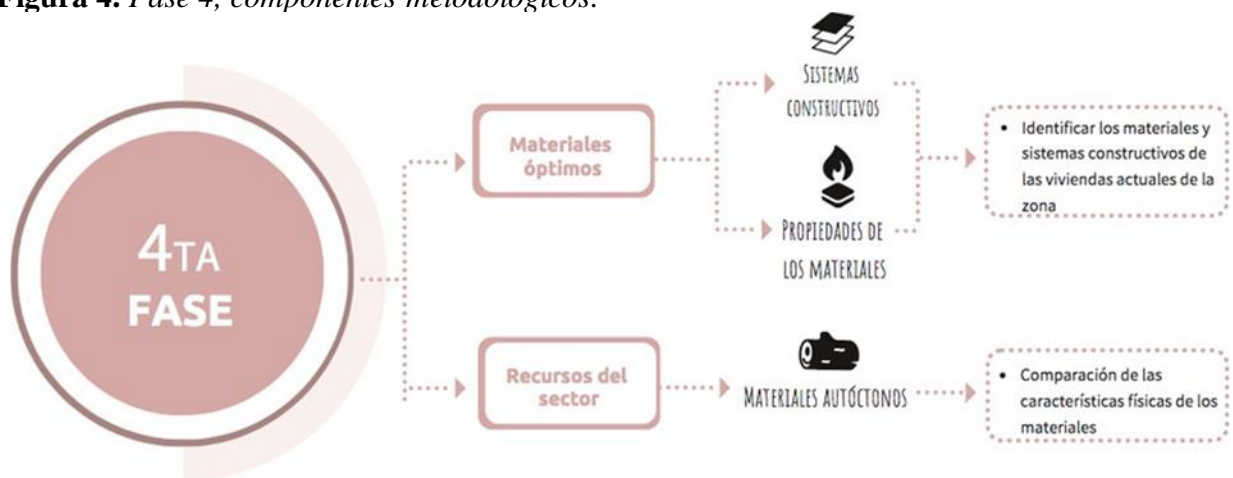 Figura 4. Fase 4, componentes metodológicos.
4TA
FASE
Materiales
óptimos
SISTEMAS
CONSTRUCTIVOS
PROPIEDADES DE
LOS MATERIALES
• Identificar los materiales y
sistemas constructivos de
las viviendas actuales de la
zona
Recursos del
sector
MATERIALES AUTÓCTONOS
• Comparación de las
características físicas de los
materiales